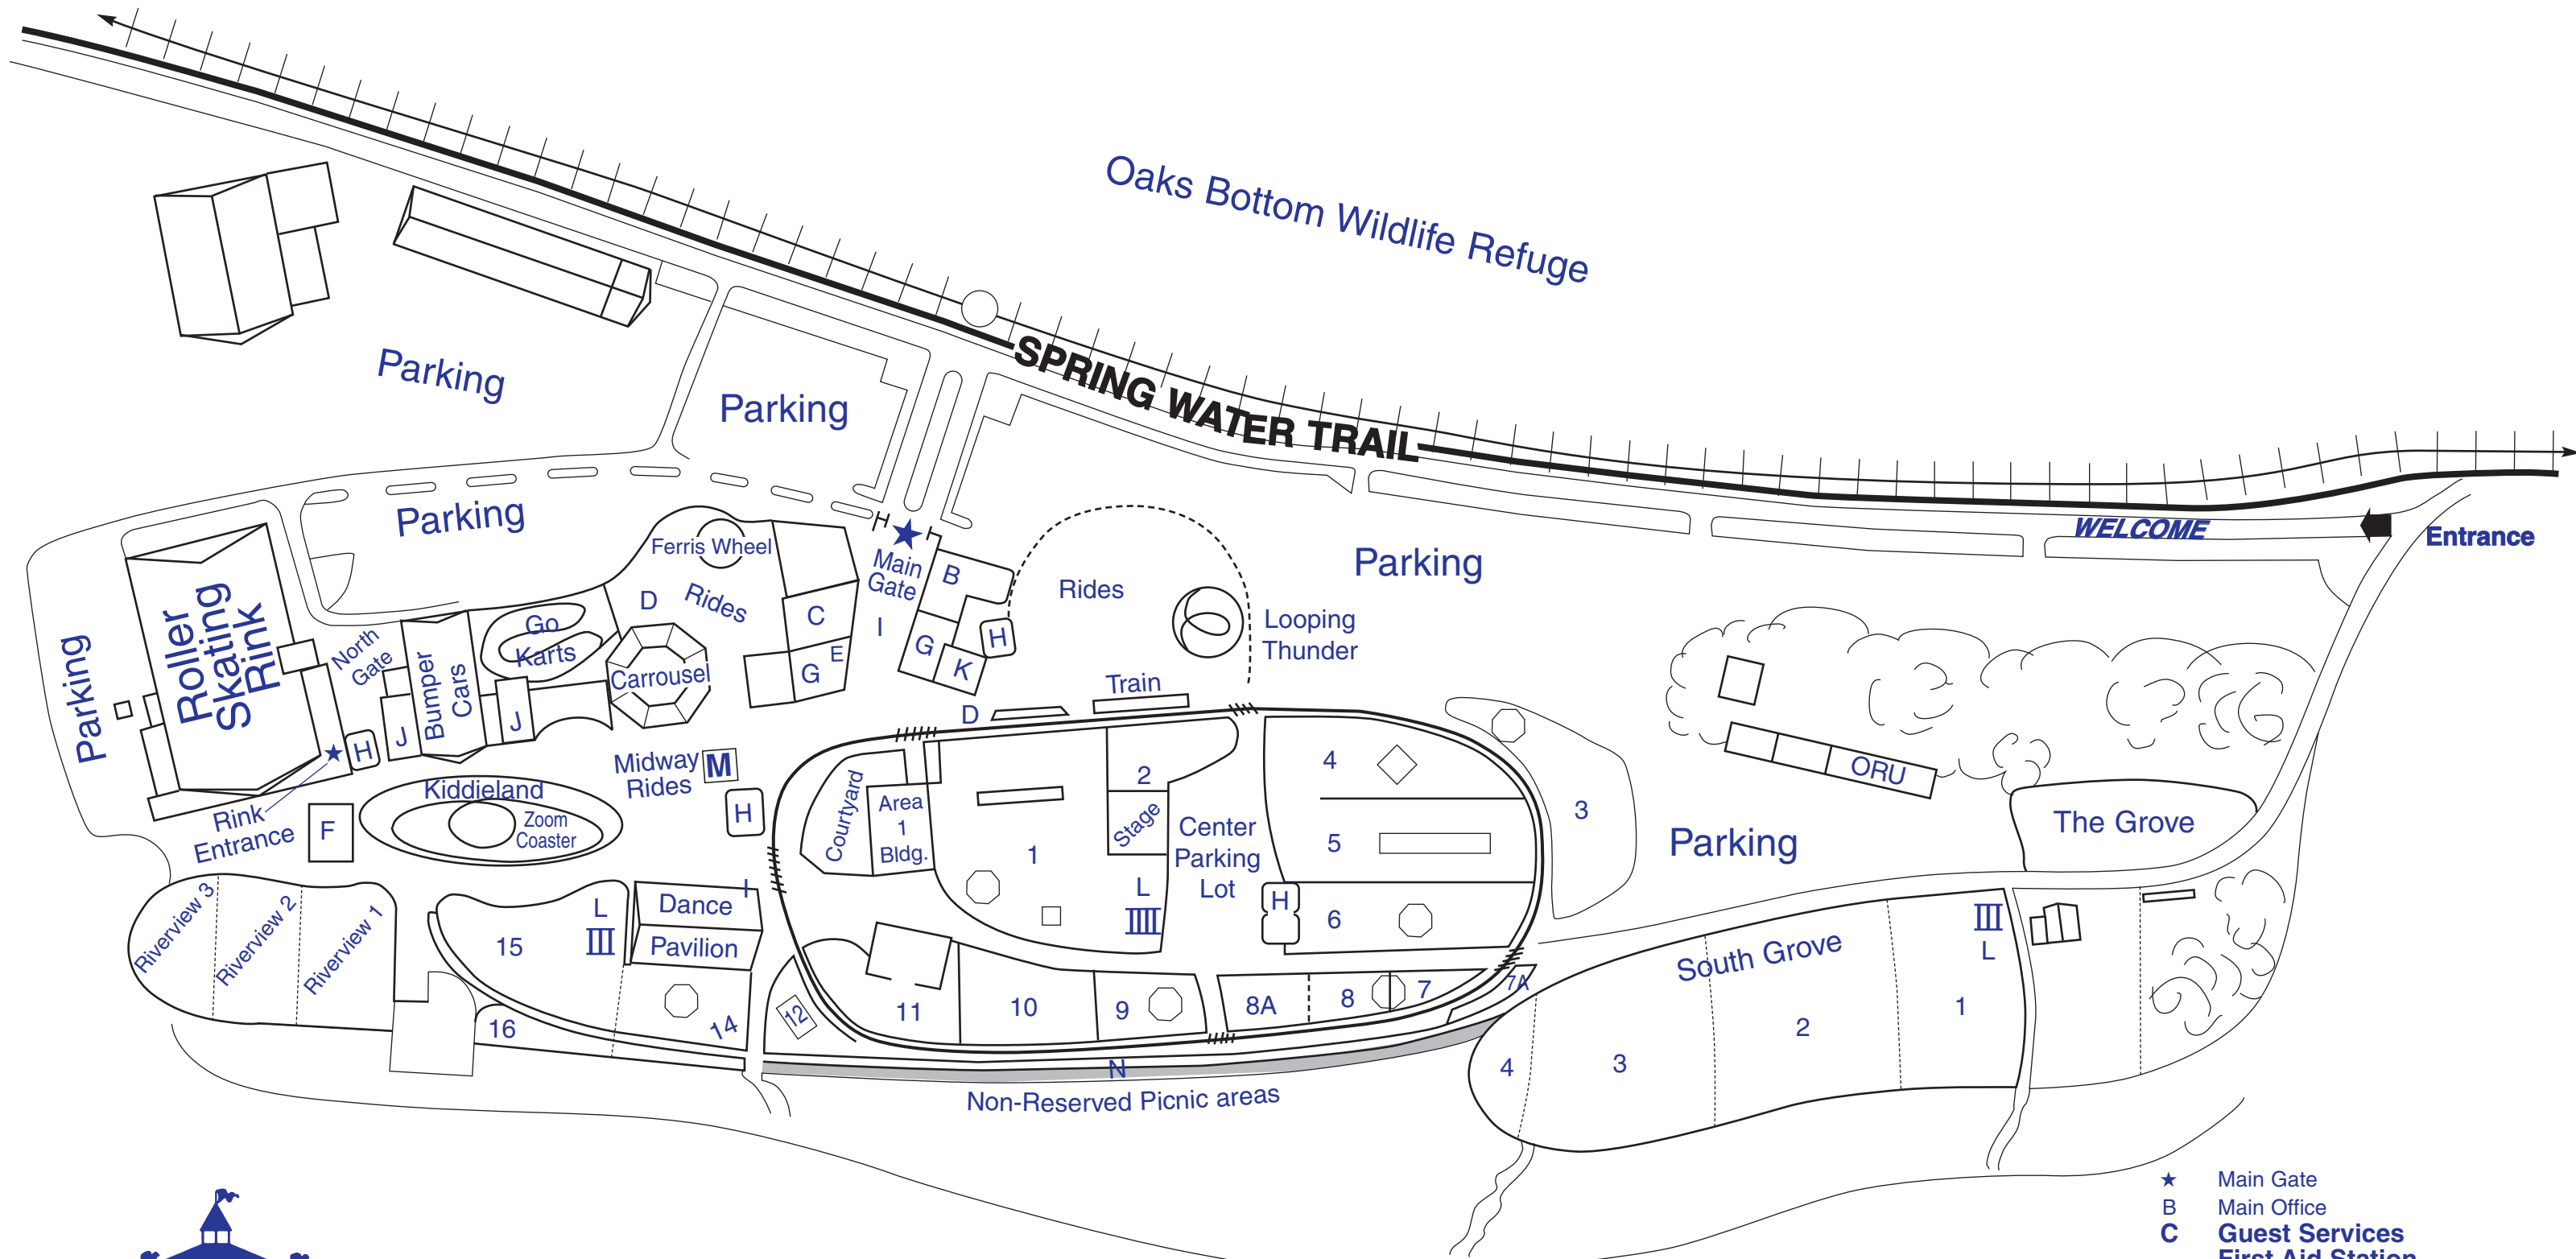 Oaks Bottom Wildlife Refuge
SPRING WATER TRAIL
Parking
Parking
Parking
Parking
WELCOME
Entrance
Ferris Wheel
Main
Gate
B
Rides
D
Rides
C
I
G
H
K
E
G
Looping
Thunder
Roller
Skating
Rink
Parking
North
Gate
Go
Karts
Bumper
Cars
Carrousel
J
J
H
Train
D
Midway
Rides
M
H
Kiddieland
Zoom
Coaster
Rink
Entrance
F
Courtyard
Area
1
Bldg.
1
2
Stage
Center
Parking
Lot
L
H
4
5
6
3
Parking
ORU
The Grove
Riverview 3
Riverview 2
Riverview 1
15
L
I
Dance
Pavilion
16
14
12
11
10
9
8A
8
7
7A
N
Non-Reserved Picnic areas
South Grove
L
4
3
2
1
★ Main Gate
B Main Office
C Guest Services
First Aid Station